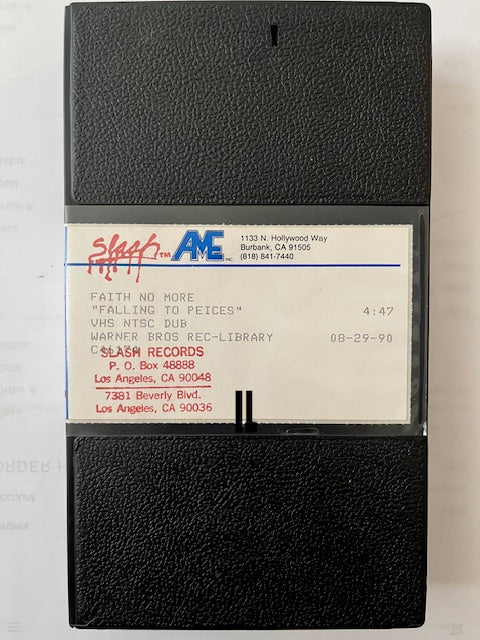 Slash TM AME INC.
1133 N. Hollywood Way
Burbank, CA 91505
(818) 841-7440
FAITH NO MORE
"FALLING TO PEICES" 4:47
VHS NTSC DUB
WARNER BROS REC-LIBRARY 08-29-90
SLASH RECORDS
P. O. Box 48888
Los Angeles, CA 90048
7381 Beverly Blvd.
Los Angeles, CA 90036